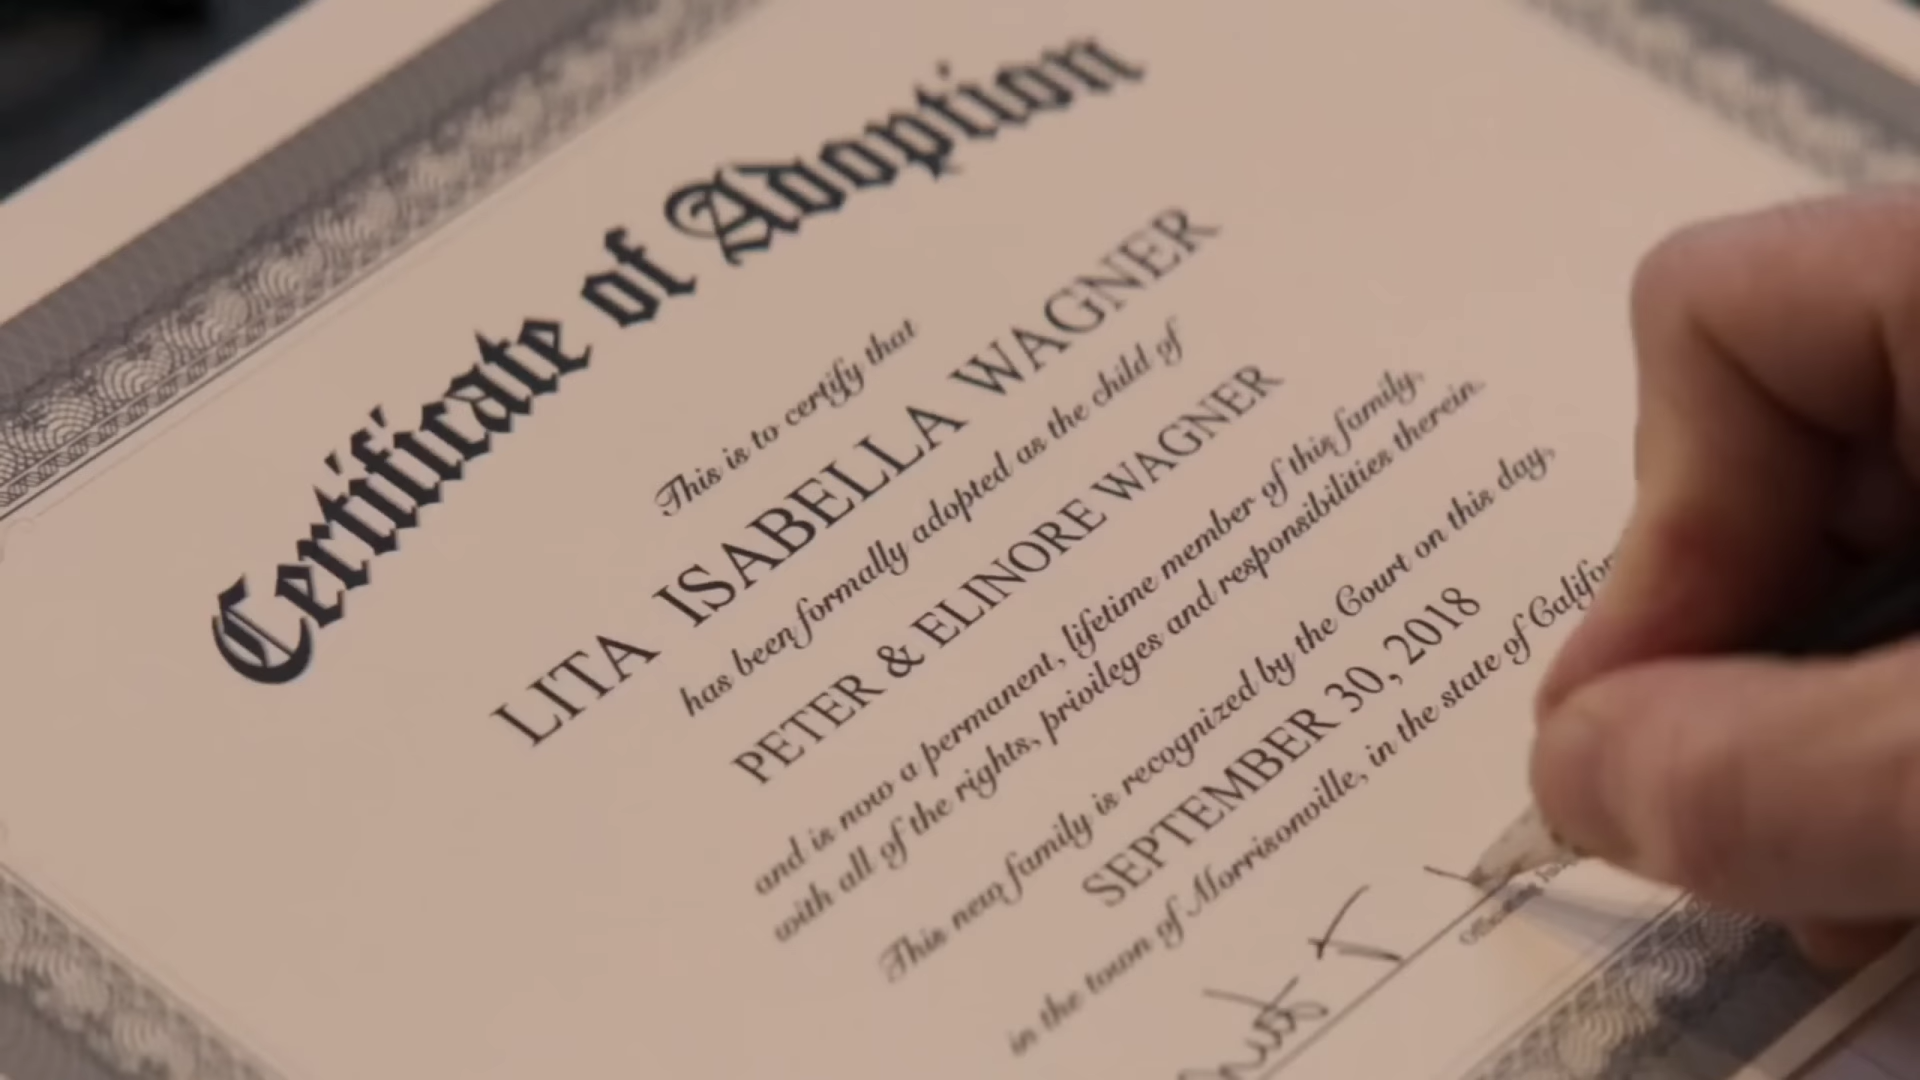 Certificate of Adoption
This is to certify that
LITA ISABELLA WAGNER
has been formally adopted as the child of
PETER & ELINORE WAGNER
and is now a permanent, lifetime member of this family,
with all of the rights, privileges and responsibilities therein.
This new family is recognized by the Court on this day,
SEPTEMBER 30, 2018
in the town of Morrisonville, in the state of Califor